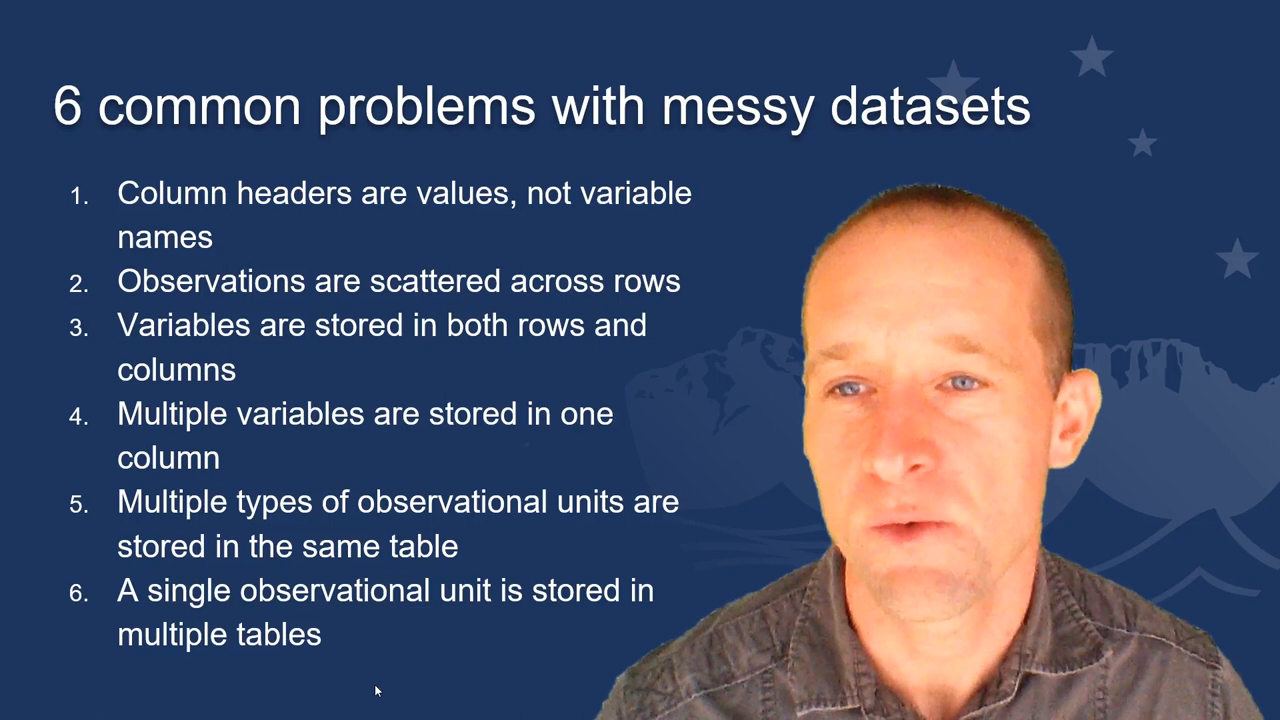 6 common problems with messy datasets
1. Column headers are values, not variable
names
2. Observations are scattered across rows
3. Variables are stored in both rows and
columns
4. Multiple variables are stored in one
column
5. Multiple types of observational units are
stored in the same table
6. A single observational unit is stored in
multiple tables